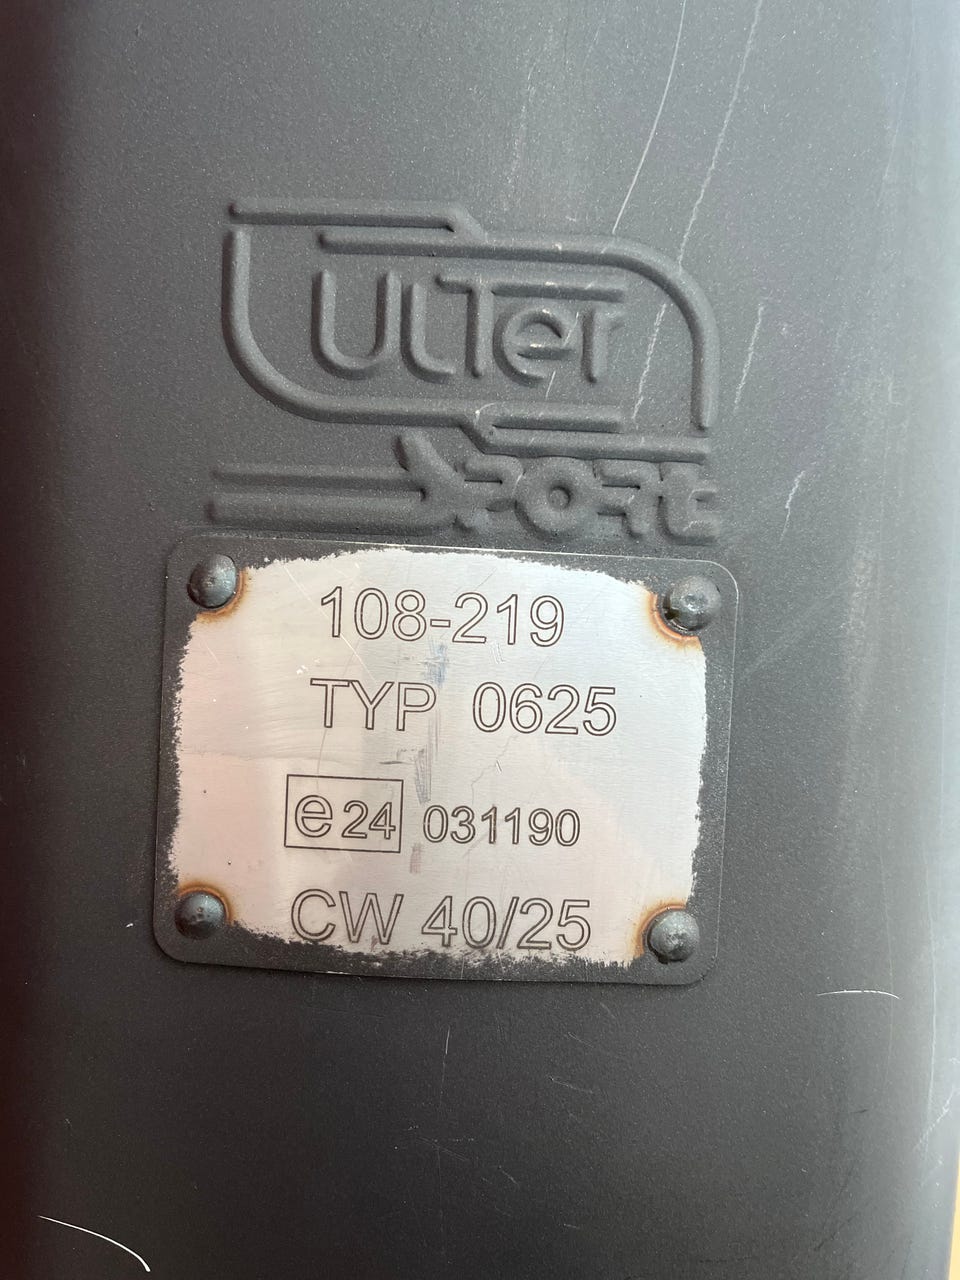 ulter
sport
108-219
TYP 0625
e24 031190
CW 40/25